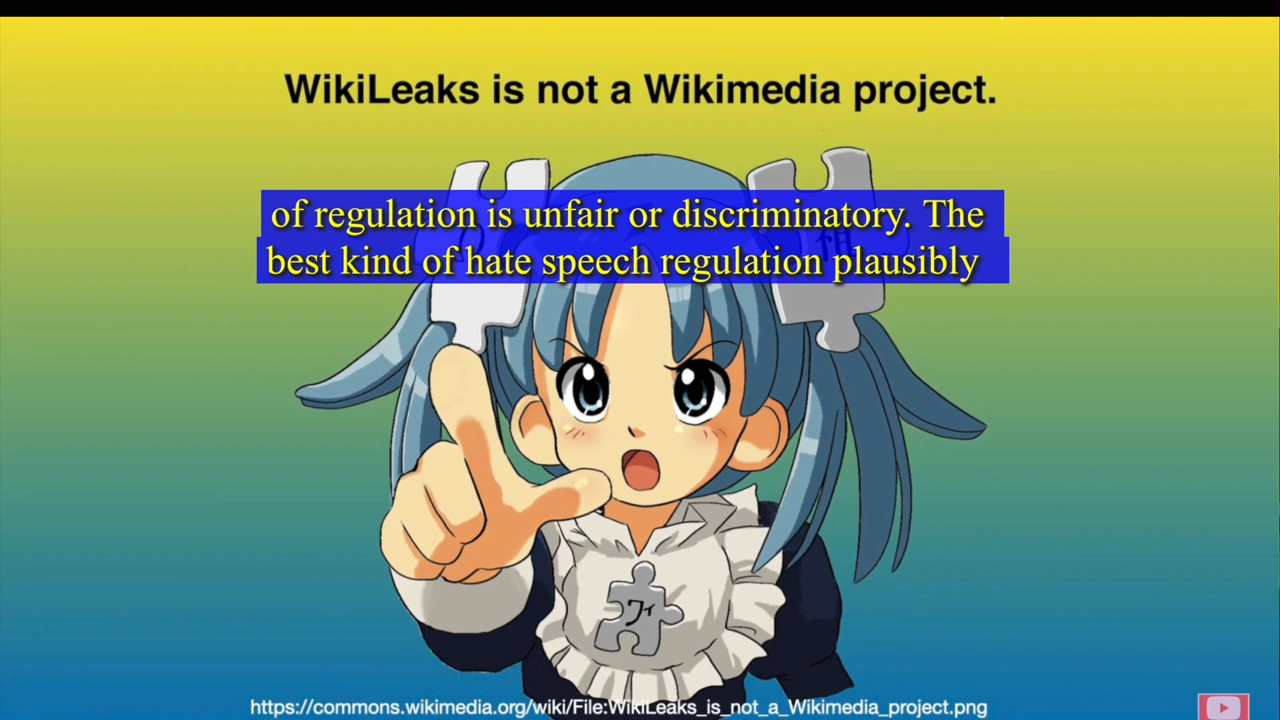 WikiLeaks is not a Wikimedia project.
of regulation is unfair or discriminatory. The
best kind of hate speech regulation plausibly
ワィ
https://commons.wikimedia.org/wiki/File:WikiLeaks_is_not_a_Wikimedia_project.png